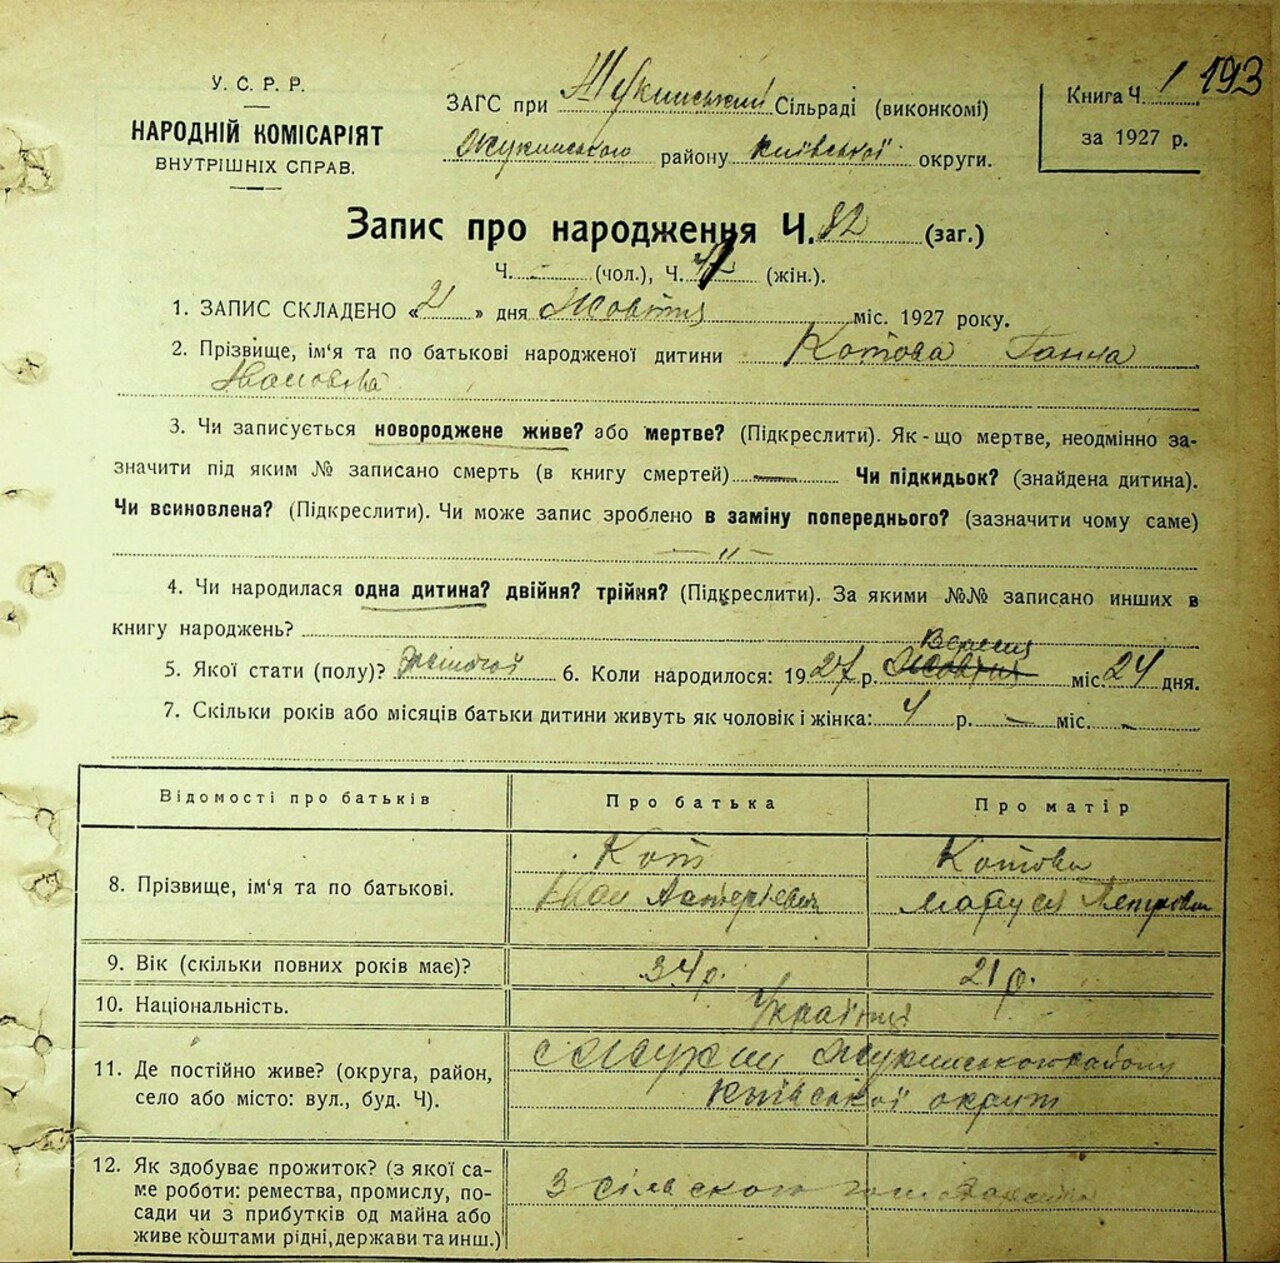 193
У. С. Р. Р.
НАРОДНІЙ КОМІСАРІЯТ
ВНУТРІШНІХ СПРАВ.
ЗАГС при Жукинський Сільраді (виконкомі)
Жукинського району Київської округи.
Книга Ч. 1
за 1927 р.
Запис про народження Ч. 82 (заг.)
Ч. - (чол.), Ч. 42 (жін.).
1. ЗАПИС СКЛАДЕНО « 2 » дня Жовтня міс. 1927 року.
2. Прізвище, ім'я та по батькові народженої дитини Котова Ганна
Івановна
3. Чи записується новороджене живе? або мертве? (Підкреслити). Як-що мертве, неодмінно за-
значити під яким № записано смерть (в книгу смертей) — Чи підкидьок? (знайдена дитина).
Чи всиновлена? (Підкреслити). Чи може запис зроблено в заміну попереднього? (зазначити чому саме)
— " —
4. Чи народилася одна дитина? двійня? трійня? (Підкреслити). За якими №№ записано инших в
книгу народжень?
5. Якої стати (полу)? жіночої 6. Коли народилося: 1927 р. Жовтня Вересня міс. 24 дня.
7. Скільки років або місяців батьки дитини живуть як чоловік і жінка: 4 р. — міс. -
Відомості про батьків Про батька Про матір
8. Прізвище, ім'я та по батькові. Кот Котова
Іван Маруся Петровна
9. Вік (скільки повних років має)? 34 р. 21 р.
10. Національність. Українці
11. Де постійно живе? (округа, район, Жукинського району
село або місто: вул., буд. Ч). Київської округи
12. Як здобуває прожиток? (з якої са- З сільського
ме роботи: ремества, промислу, по-
сади чи з прибутків од майна або
живе коштами рідні, держави та инш.)